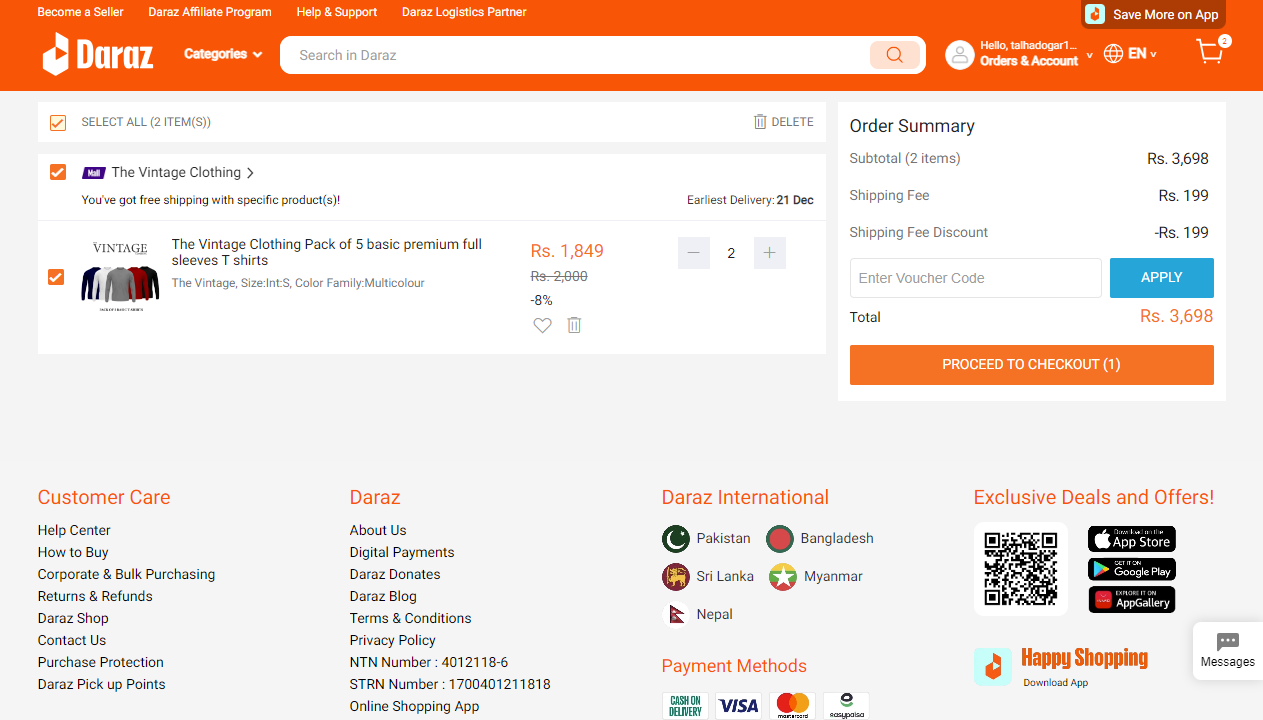 Become a Seller
Daraz Affiliate Program
Help & Support
Daraz Logistics Partner
Save More on App
Daraz
Categories
Search in Daraz
Hello, talhadogar1...
Orders & Account
EN
2
SELECT ALL (2 ITEM(S))
DELETE
Mall The Vintage Clothing
You've got free shipping with specific product(s)!
Earliest Delivery: 21 Dec
VINTAGE
The Vintage Clothing Pack of 5 basic premium full
sleeves T shirts
The Vintage, Size:Int:S, Color Family:Multicolour
Rs. 1,849
Rs. 2,000
-8%
2
Order Summary
Subtotal (2 items)
Rs. 3,698
Shipping Fee
Rs. 199
Shipping Fee Discount
-Rs. 199
Enter Voucher Code
APPLY
Total
Rs. 3,698
PROCEED TO CHECKOUT (1)
Customer Care
Help Center
How to Buy
Corporate & Bulk Purchasing
Returns & Refunds
Daraz Shop
Contact Us
Purchase Protection
Daraz Pick up Points
Daraz
About Us
Digital Payments
Daraz Donates
Daraz Blog
Terms & Conditions
Privacy Policy
NTN Number : 4012118-6
STRN Number : 1700401211818
Online Shopping App
Daraz International
Pakistan
Bangladesh
Sri Lanka
Myanmar
Nepal
Payment Methods
CASH ON
DELIVERY
VISA
mastercard
easypaisa
Exclusive Deals and Offers!
Download on the
App Store
GET IT ON
Google Play
EXPLORE IT ON
AppGallery
Happy Shopping
Download App
Messages